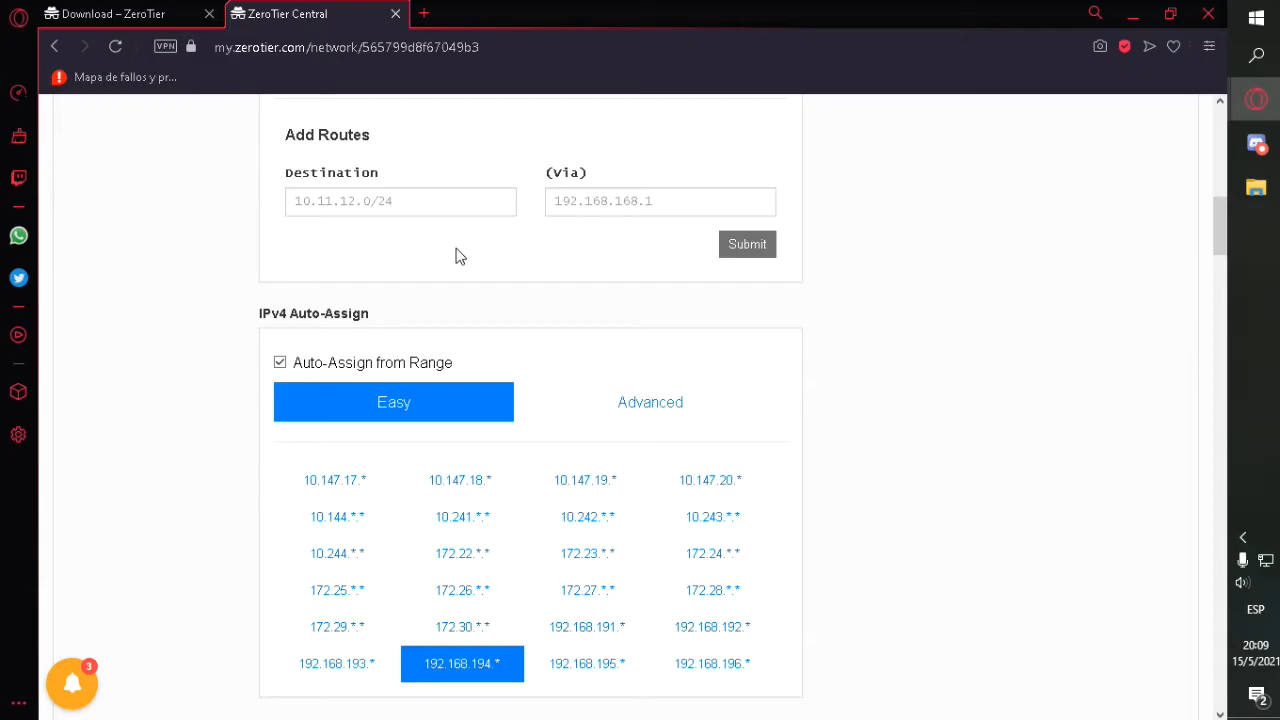 Download – ZeroTier
ZeroTier Central
VPN
my.zerotier.com/network/565799d8f67049b3
Mapa de fallos y pr...
Add Routes
Destination
(Via)
10.11.12.0/24
192.168.168.1
Submit
IPv4 Auto-Assign
Auto-Assign from Range
Easy
Advanced
10.147.17.*
10.147.18.*
10.147.19.*
10.147.20.*
10.144.*.*
10.241.*.*
10.242.*.*
10.243.*.*
10.244.*.*
172.22.*.*
172.23.*.*
172.24.*.*
172.25.*.*
172.26.*.*
172.27.*.*
172.28.*.*
172.29.*.*
172.30.*.*
192.168.191.*
192.168.192.*
192.168.193.*
192.168.194.*
192.168.195.*
192.168.196.*
3
ESP
20:09
15/5/2021
2